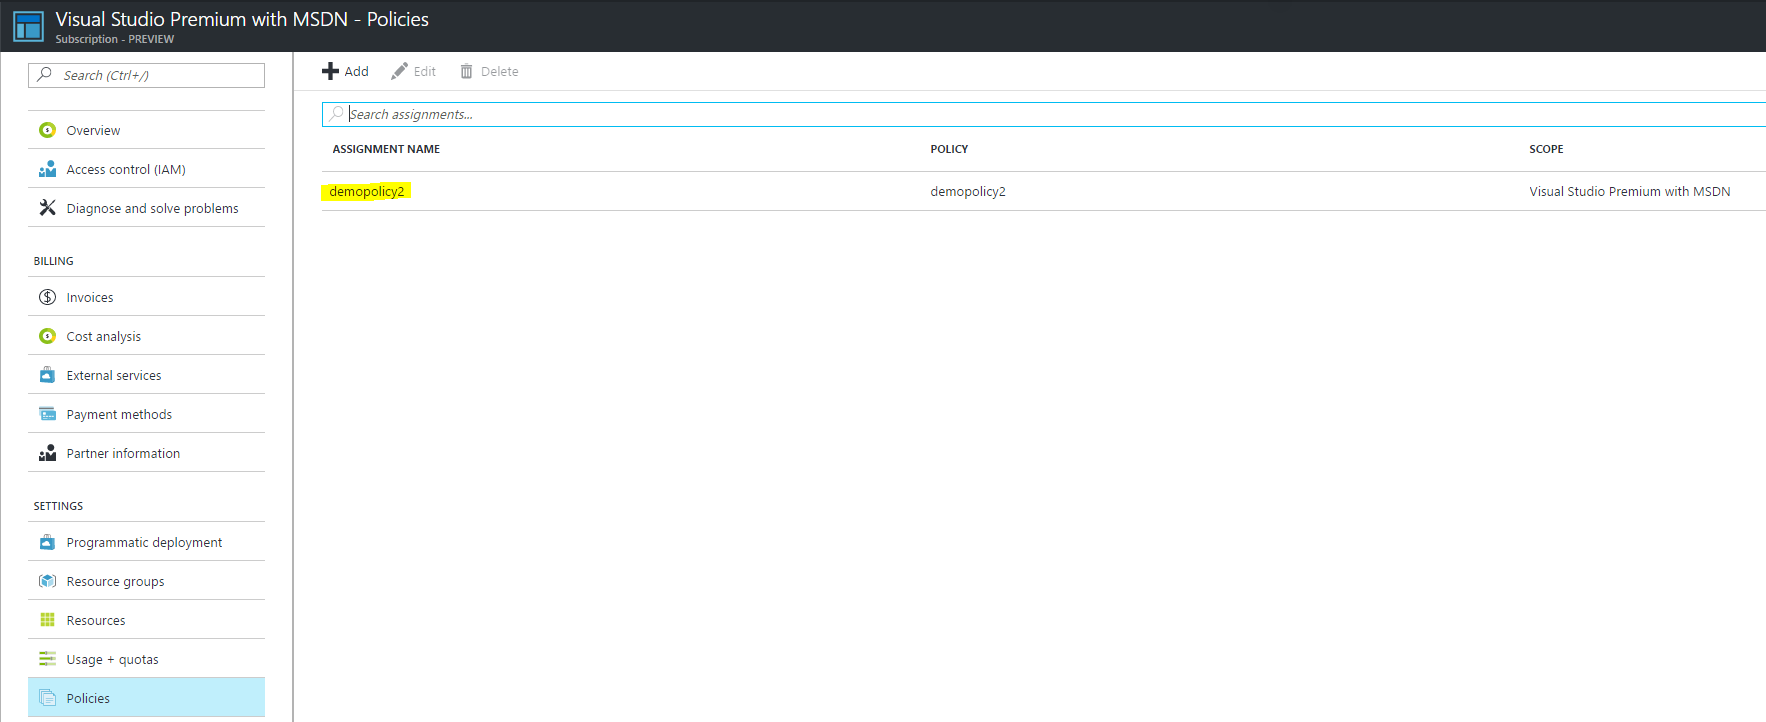 Visual Studio Premium with MSDN - Policies
Subscription - PREVIEW
Search (Ctrl+/)
Overview
Access control (IAM)
Diagnose and solve problems
BILLING
Invoices
Cost analysis
External services
Payment methods
Partner information
SETTINGS
Programmatic deployment
Resource groups
Resources
Usage + quotas
Policies
Add Edit Delete
Search assignments...
ASSIGNMENT NAME POLICY SCOPE
demopolicy2 demopolicy2 Visual Studio Premium with MSDN